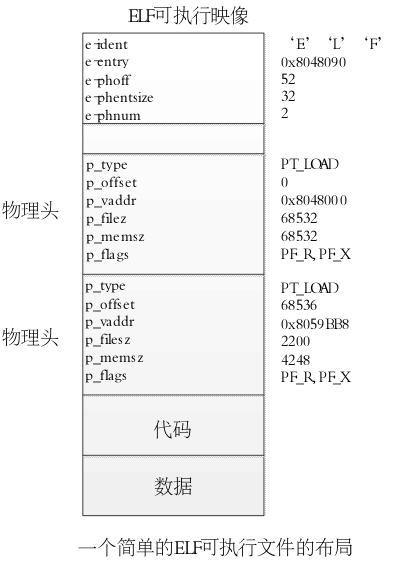 ELF可执行映像
e-ident ‘E’ ‘L’ ‘F’
e-entry 0x8048090
e-phoff 52
e-phentsize 32
e-phnum 2
物理头
p_type PT_LOAD
p_offset 0
p_vaddr 0x8048000
p_filez 68532
p_memsz 68532
p_flags PF_R, PF_X
物理头
p_type PT_LOAD
p_offset 68536
p_vaddr 0x8059BB8
p_filesz 2200
p_memsz 4248
p_flags PF_R, PF_X
代码
数据
一个简单的ELF可执行文件的布局